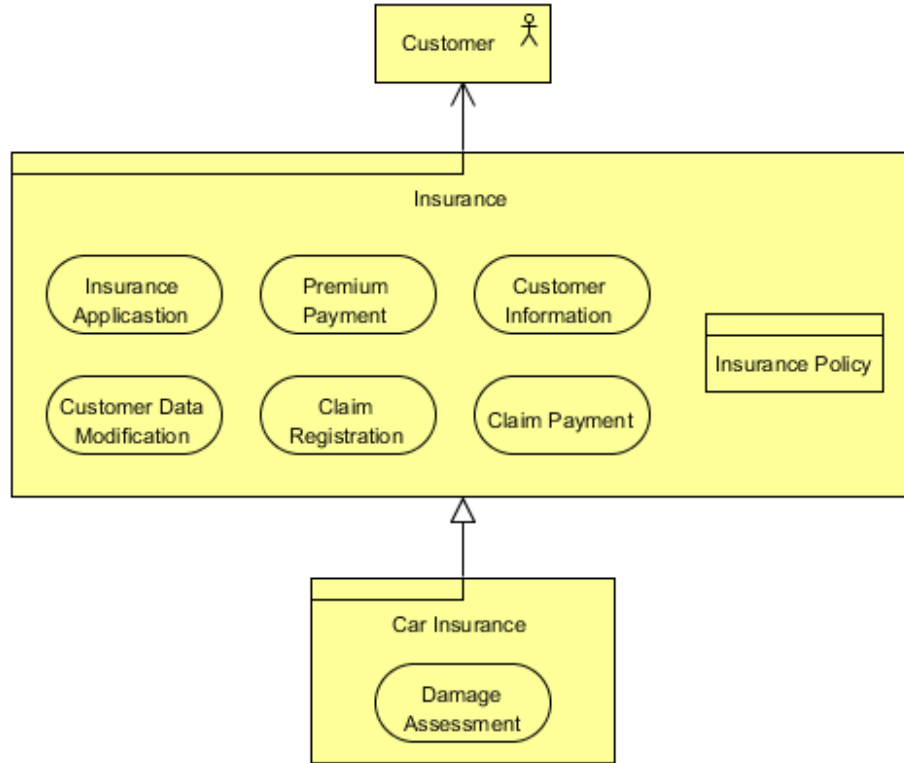 Customer
Insurance
Insurance
Applicastion
Premium
Payment
Customer
Information
Insurance Policy
Customer Data
Modification
Claim
Registration
Claim Payment
Car Insurance
Damage
Assessment